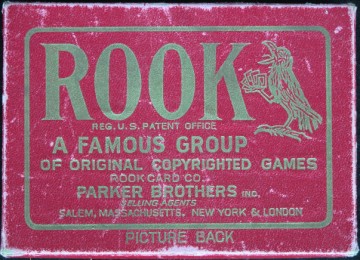 ROOK
REG. U.S. PATENT OFFICE
A FAMOUS GROUP
OF ORIGINAL COPYRIGHTED GAMES
ROOK CARD CO.
PARKER BROTHERS INC.
SELLING AGENTS
SALEM, MASSACHUSETTS, NEW YORK & LONDON
PICTURE BACK